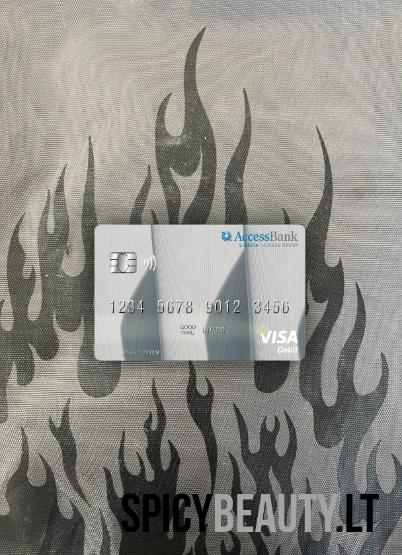 AccessBank
1234 5678 9012 3456
GOOD
THRU
VISA
Debit
SPICYBEAUTY.LT